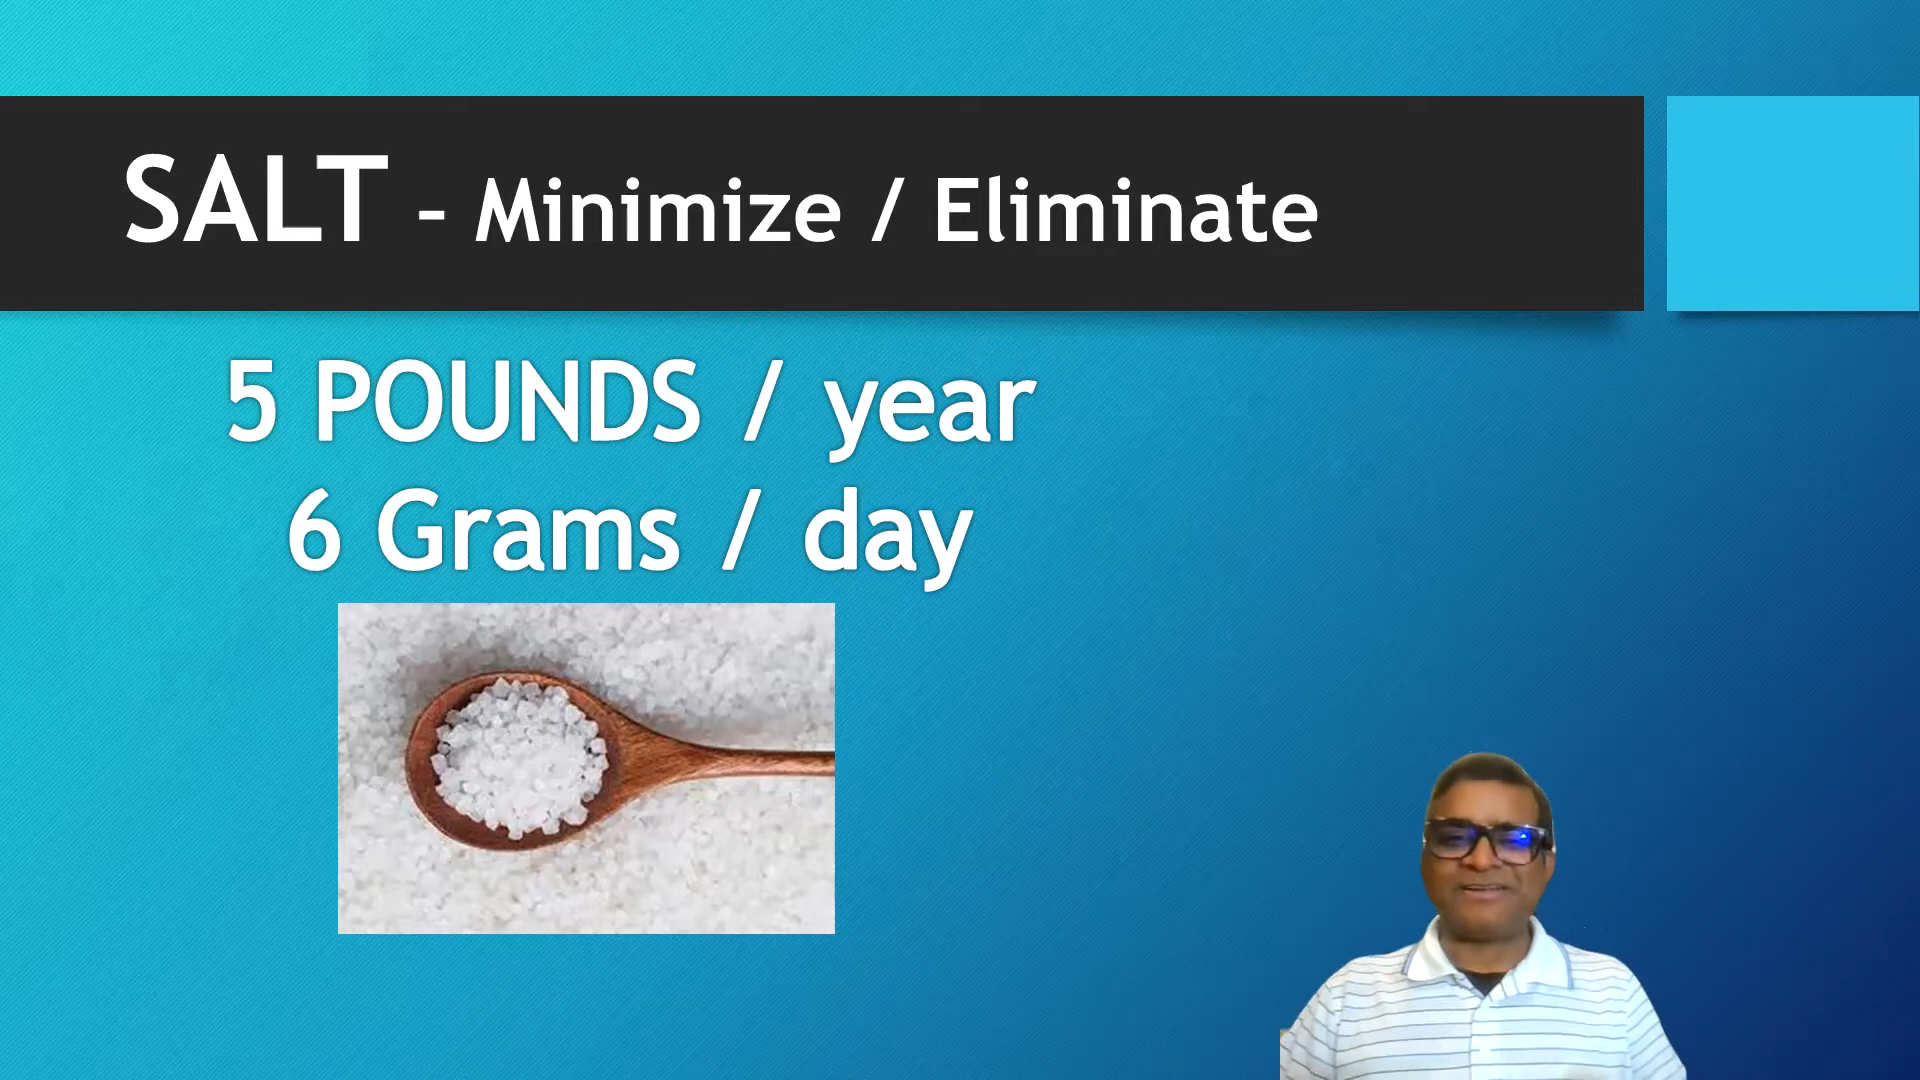 SALT – Minimize / Eliminate
5 POUNDS / year
6 Grams / day